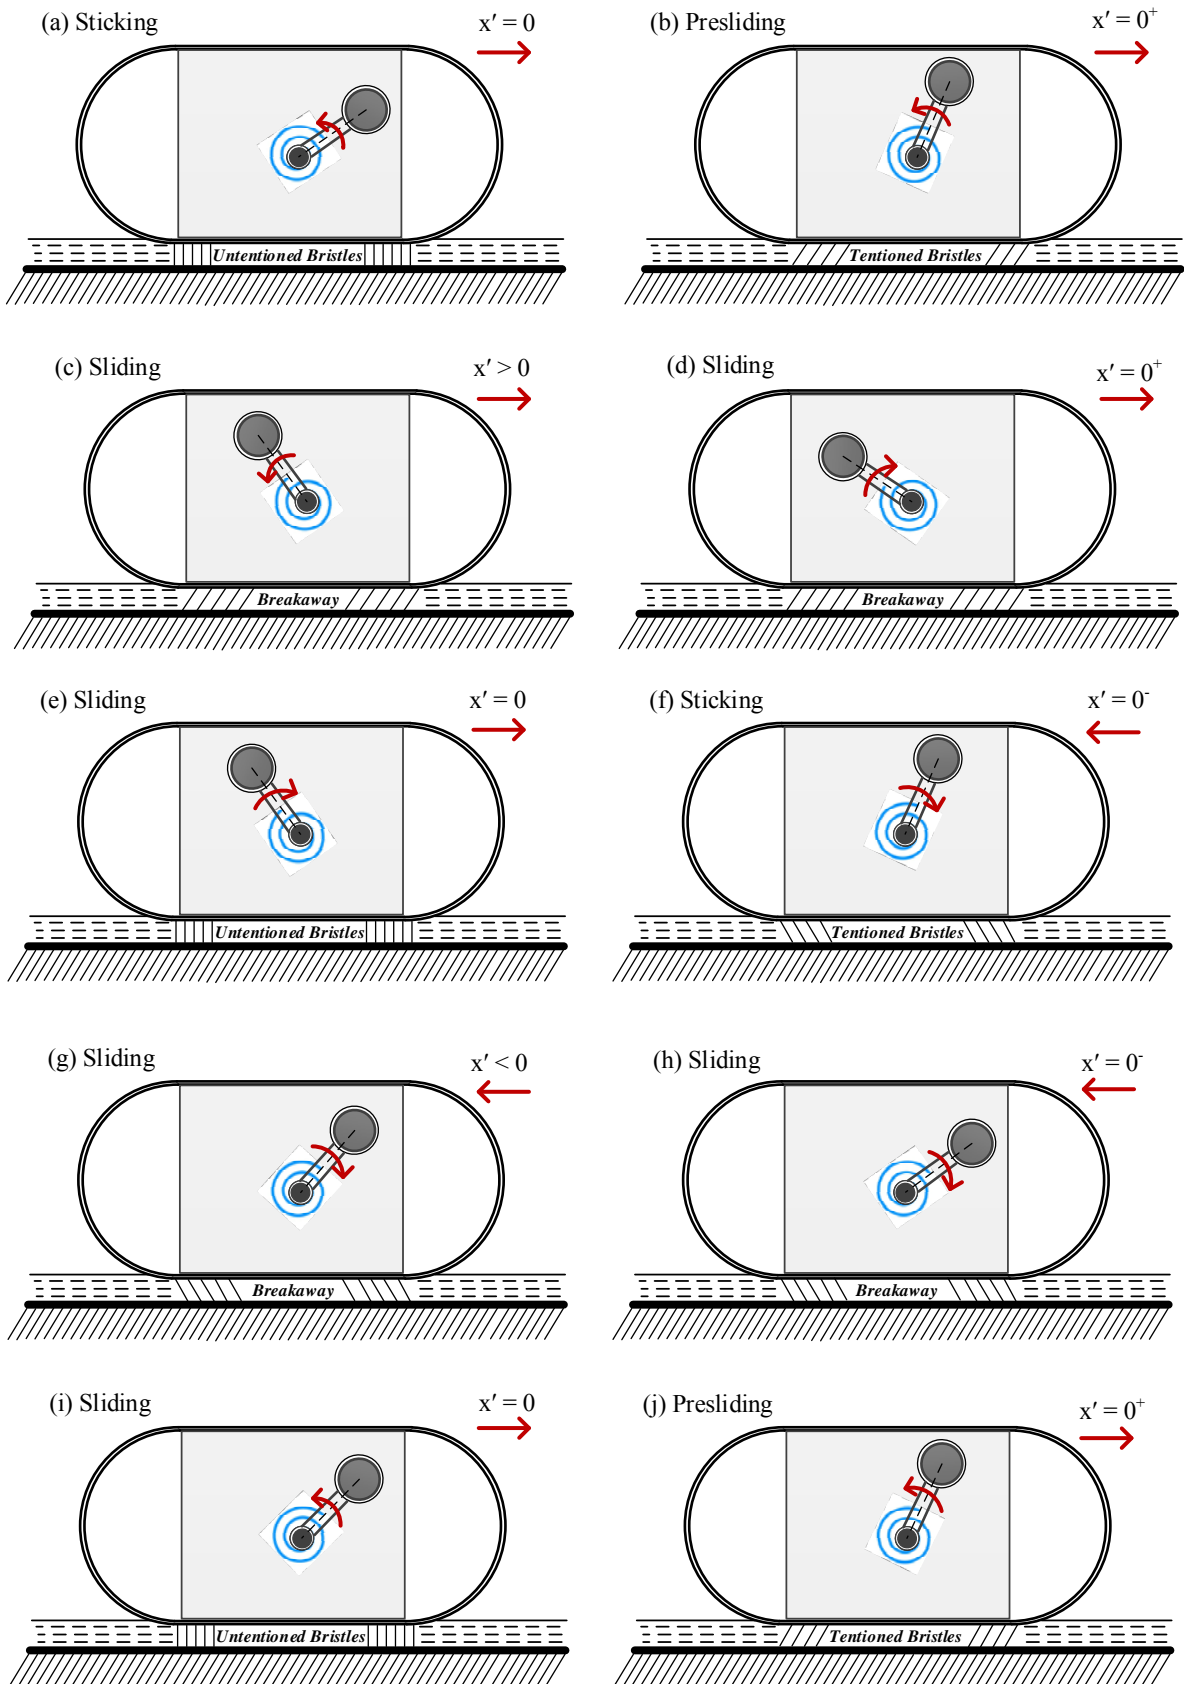 (a) Sticking x′ = 0
Untentioned Bristles
(b) Presliding x′ = 0⁺
Tentioned Bristles
(c) Sliding x′ > 0
Breakaway
(d) Sliding x′ = 0⁺
Breakaway
(e) Sliding x′ = 0
Untentioned Bristles
(f) Sticking x′ = 0⁻
Tentioned Bristles
(g) Sliding x′ < 0
Breakaway
(h) Sliding x′ = 0⁻
Breakaway
(i) Sliding x′ = 0
Untentioned Bristles
(j) Presliding x′ = 0⁺
Tentioned Bristles